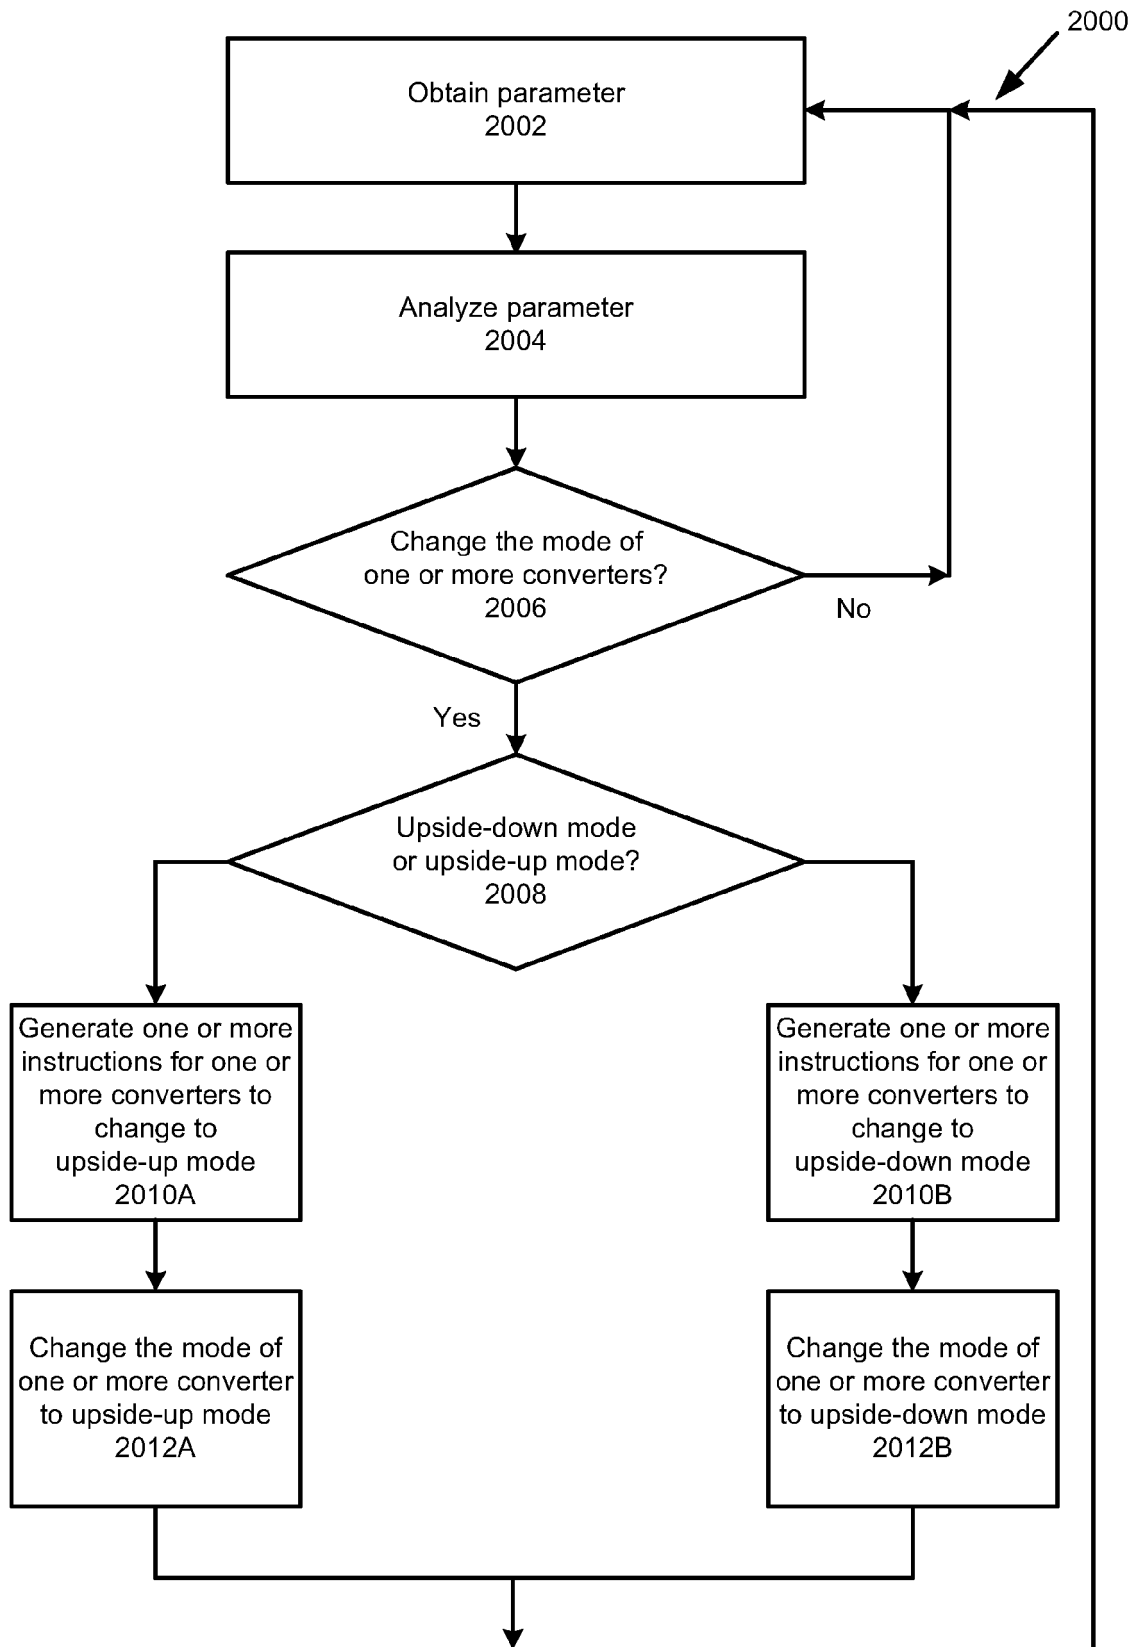 2000
Obtain parameter
2002
Analyze parameter
2004
Change the mode of
one or more converters?
2006
No
Yes
Upside-down mode
or upside-up mode?
2008
Generate one or more
instructions for one or
more converters to
change to
upside-up mode
2010A
Generate one or more
instructions for one or
more converters to
change to
upside-down mode
2010B
Change the mode of
one or more converter
to upside-up mode
2012A
Change the mode of
one or more converter
to upside-down mode
2012B